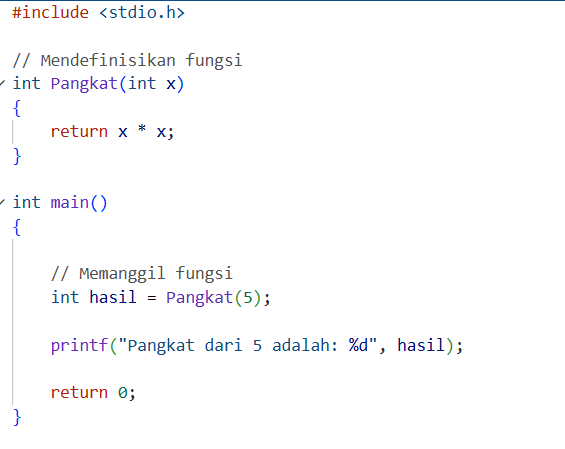 #include <stdio.h>
// Mendefinisikan fungsi
int Pangkat(int x)
{
return x * x;
}
int main()
{
// Memanggil fungsi
int hasil = Pangkat(5);
printf("Pangkat dari 5 adalah: %d", hasil);
return 0;
}